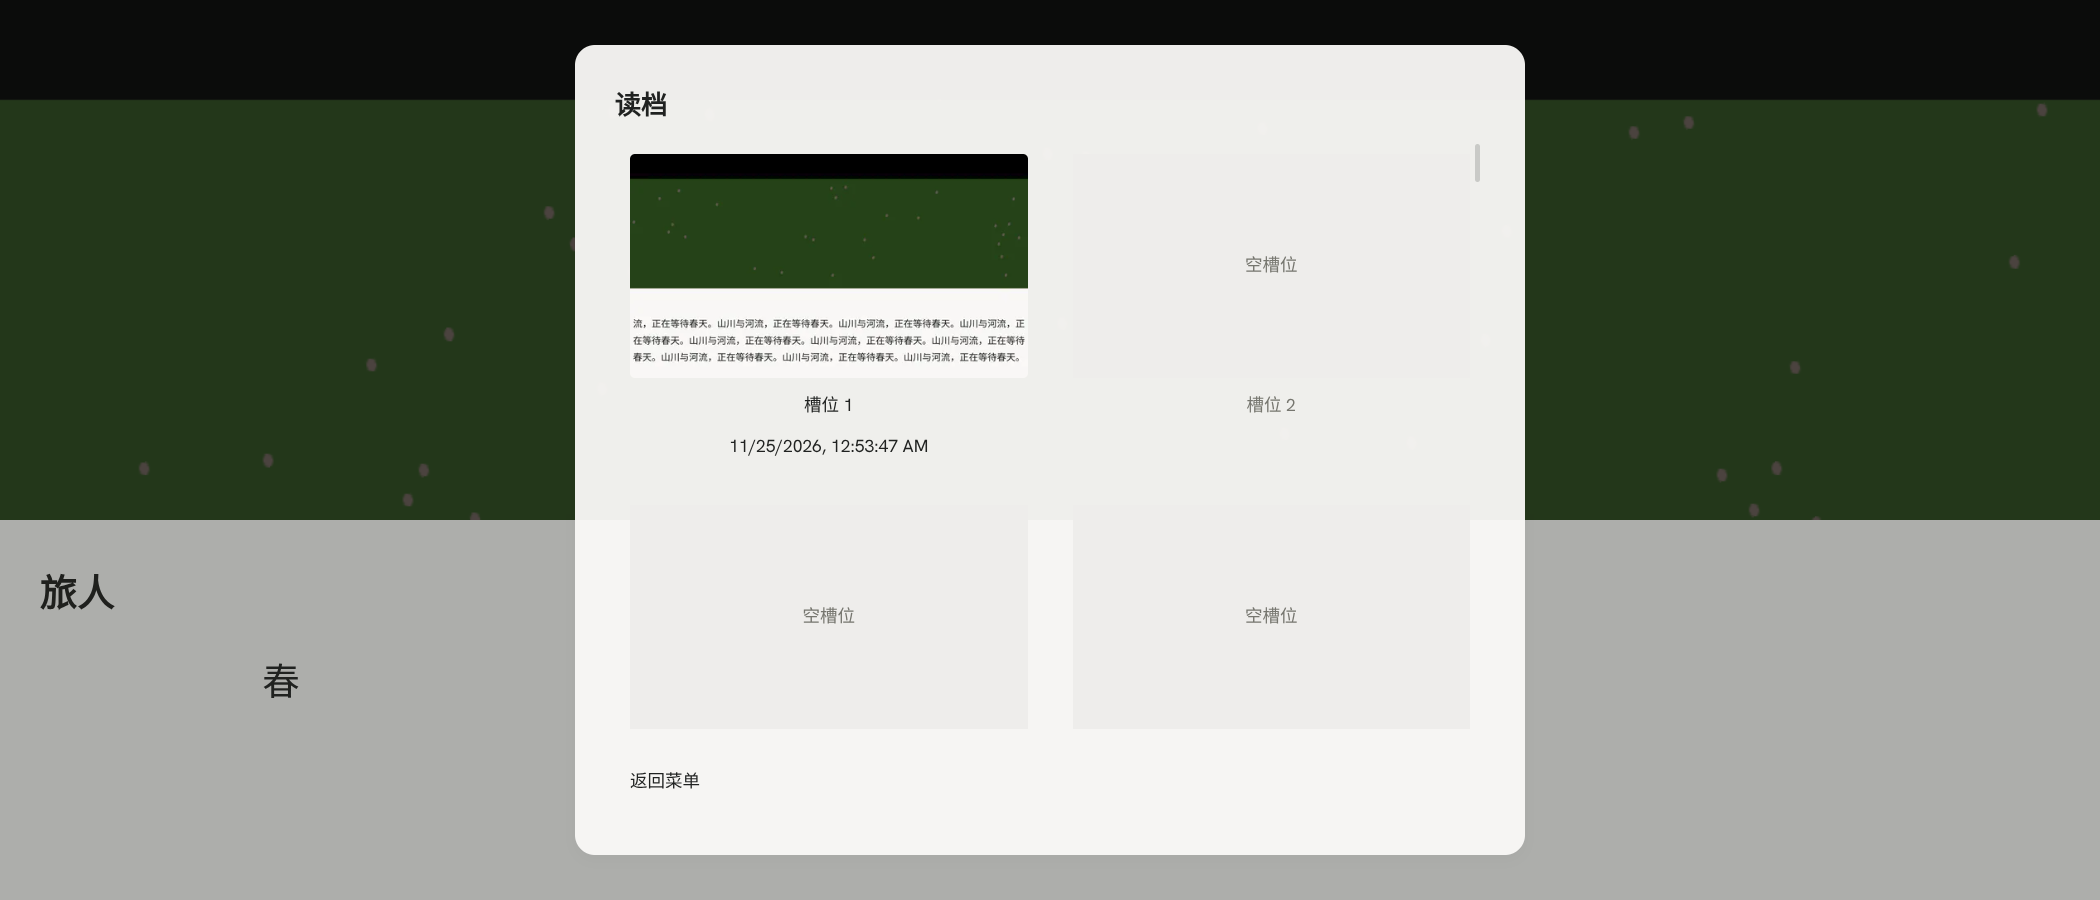 读档
流，正在等待春天。山川与河流，正在等待春天。山川与河流，正在等待春天。山川与河流，正
在等待春天。山川与河流，正在等待春天。山川与河流，正在等待春天。山川与河流，正在等待
春天。山川与河流，正在等待春天。山川与河流，正在等待春天。山川与河流，正在等待春天。
空槽位
槽位 1
槽位 2
11/25/2026, 12:53:47 AM
空槽位
空槽位
返回菜单
旅人
春